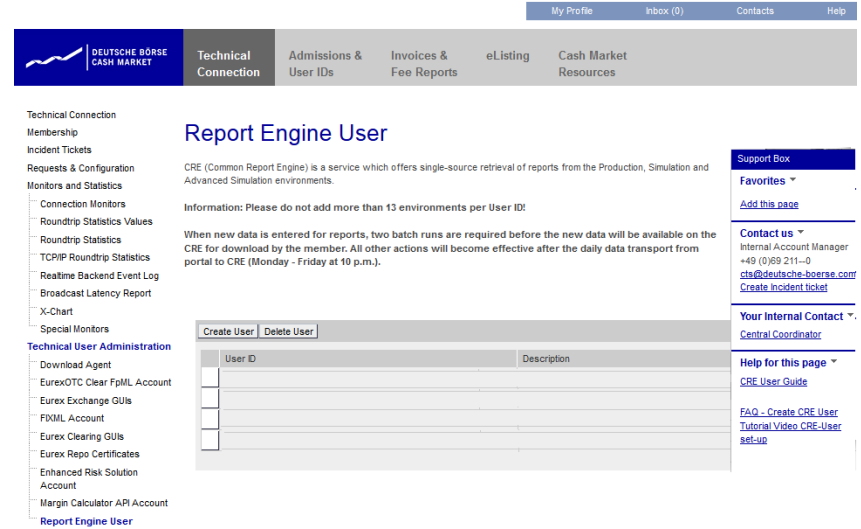 My Profile
Inbox (0)
Contacts
Help
DEUTSCHE BÖRSE
CASH MARKET
Technical
Connection
Admissions &
User IDs
Invoices &
Fee Reports
eListing
Cash Market
Resources
Technical Connection
Membership
Incident Tickets
Requests & Configuration
Monitors and Statistics
Connection Monitors
Roundtrip Statistics Values
Roundtrip Statistics
TCP/IP Roundtrip Statistics
Realtime Backend Event Log
Broadcast Latency Report
X-Chart
Special Monitors
Technical User Administration
Download Agent
EurexOTC Clear FpML Account
Eurex Exchange GUIs
FIXML Account
Eurex Clearing GUIs
Eurex Repo Certificates
Enhanced Risk Solution
Account
Margin Calculator API Account
Report Engine User
Report Engine User
CRE (Common Report Engine) is a service which offers single-source retrieval of reports from the Production, Simulation and
Advanced Simulation environments.
Information: Please do not add more than 13 environments per User ID!
When new data is entered for reports, two batch runs are required before the new data will be available on the
CRE for download by the member. All other actions will become effective after the daily data transport from
portal to CRE (Monday - Friday at 10 p.m.).
Create User
Delete User
User ID
Description
Support Box
Favorites
Add this page
Contact us
Internal Account Manager
+49 (0)69 211--0
cts@deutsche-boerse.com
Create Incident ticket
Your Internal Contact
Central Coordinator
Help for this page
CRE User Guide
FAQ - Create CRE User
Tutorial Video CRE-User
set-up